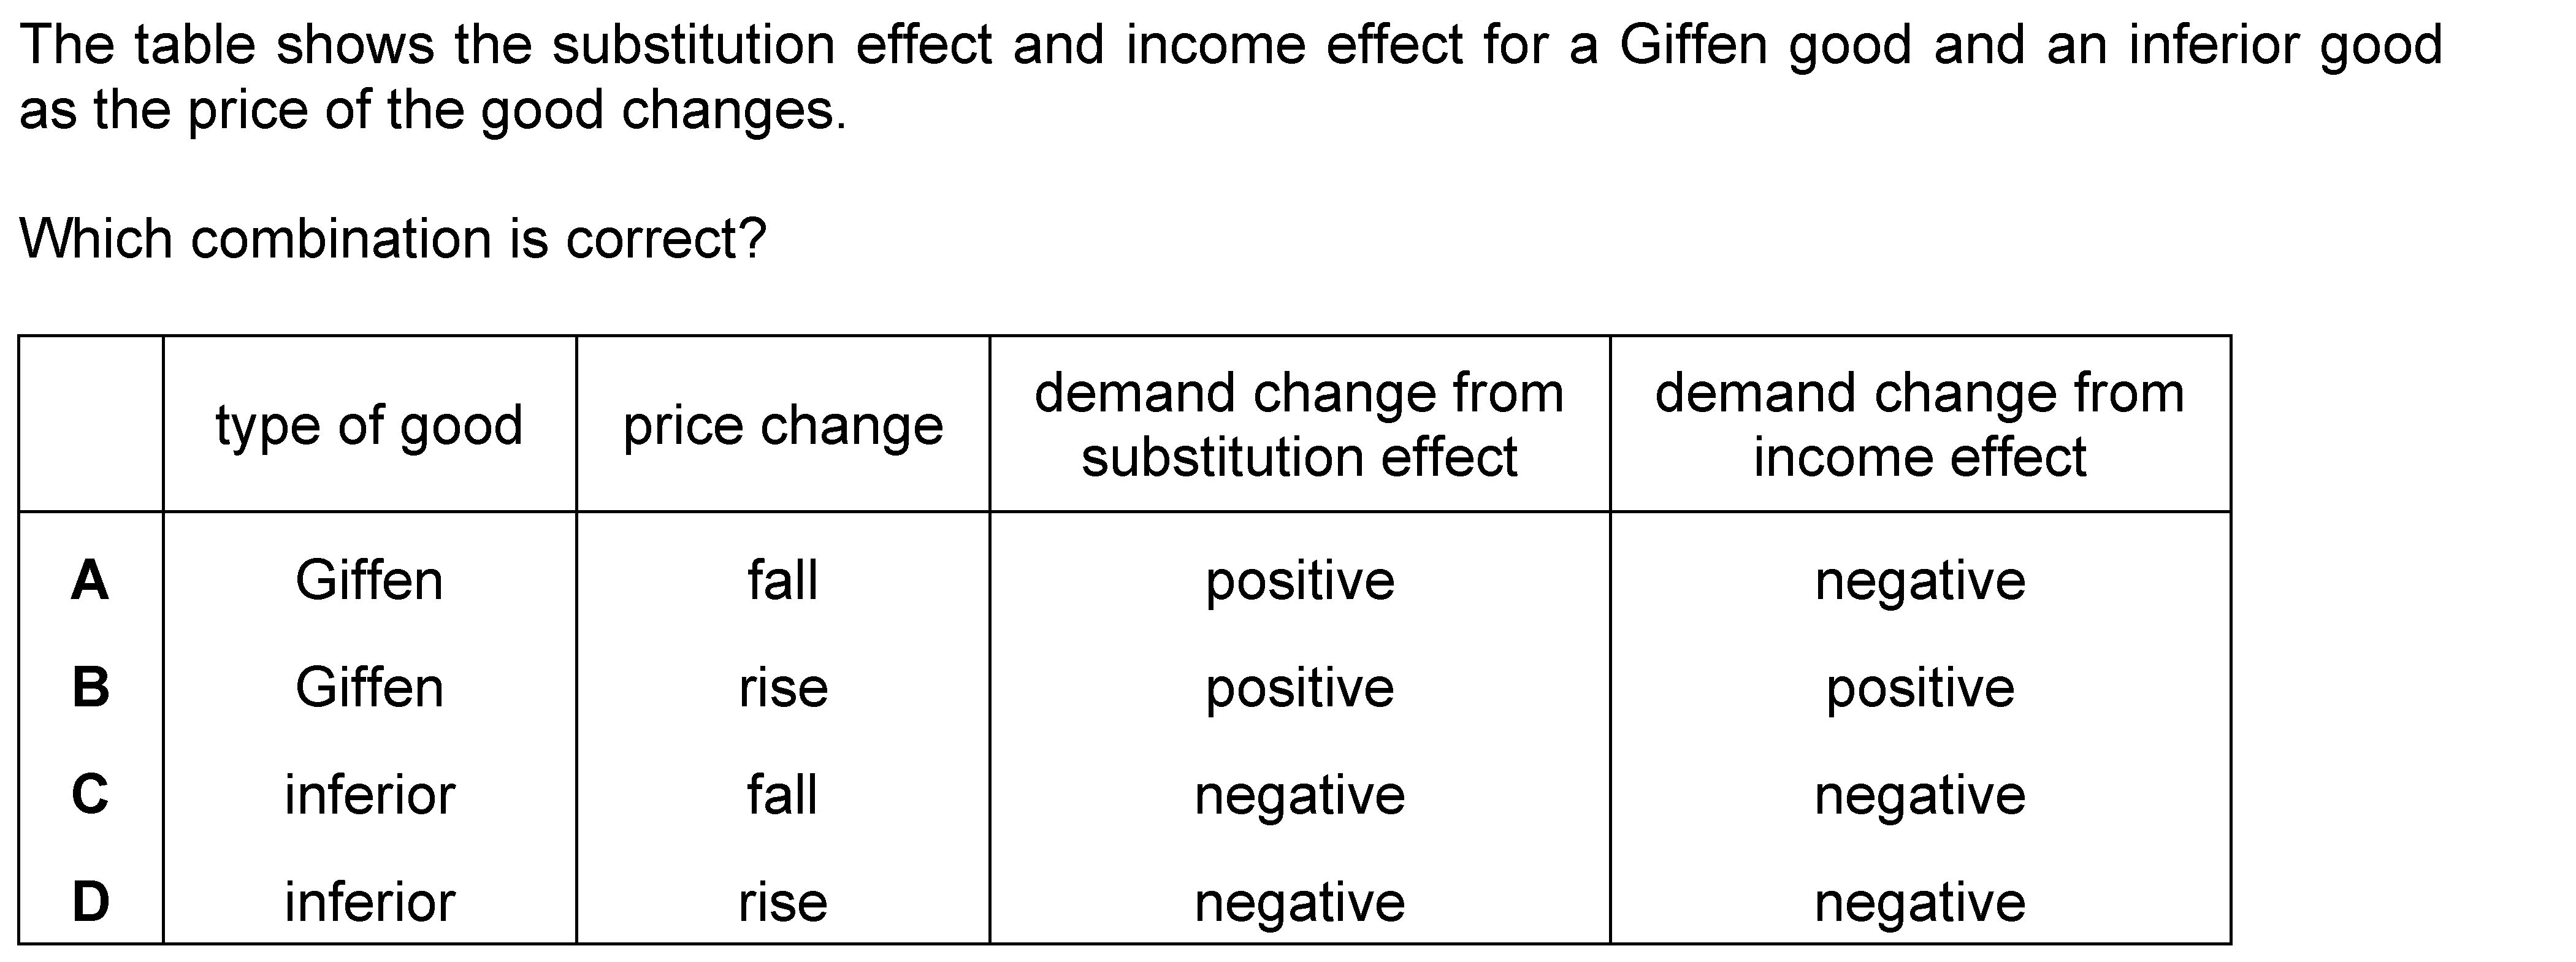 The table shows the substitution effect and income effect for a Giffen good and an inferior good
as the price of the good changes.
Which combination is correct?
type of good price change demand change from substitution effect demand change from income effect
A Giffen fall positive negative
B Giffen rise positive positive
C inferior fall negative negative
D inferior rise negative negative